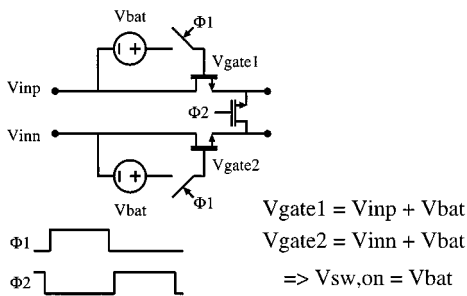 Vbat
Φ1
Vgate1
Vinp
Φ2
Vinn
Vgate2
Φ1
Vbat
Vgate1 = Vinp + Vbat
Vgate2 = Vinn + Vbat
=> Vsw,on = Vbat
Φ1
Φ2